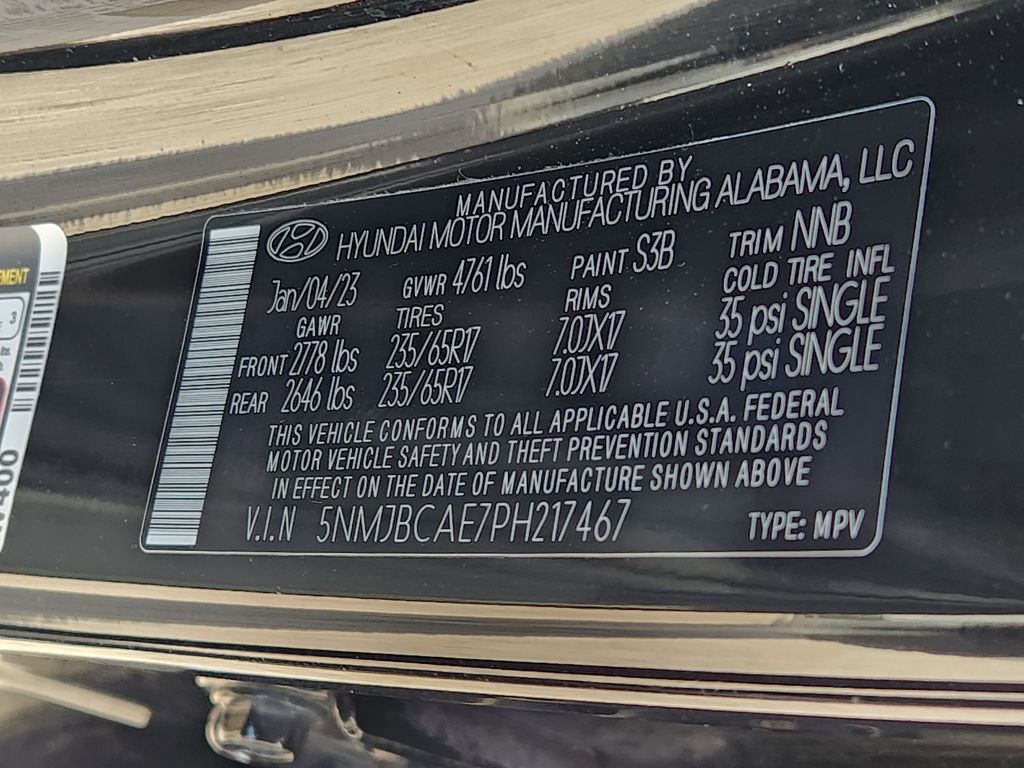 MANUFACTURED BY
HYUNDAI MOTOR MANUFACTURING ALABAMA, LLC
Jan/04/23 GVWR 4761 lbs PAINT S3B TRIM NNB
GAWR TIRES RIMS COLD TIRE INFL
FRONT 2778 lbs 235/65R17 7.0JX17 35 psi SINGLE
REAR 2646 lbs 235/65R17 7.0JX17 35 psi SINGLE
THIS VEHICLE CONFORMS TO ALL APPLICABLE U.S.A. FEDERAL
MOTOR VEHICLE SAFETY AND THEFT PREVENTION STANDARDS
IN EFFECT ON THE DATE OF MANUFACTURE SHOWN ABOVE
V.I.N 5NMJBCAE7PH217467 TYPE: MPV
3